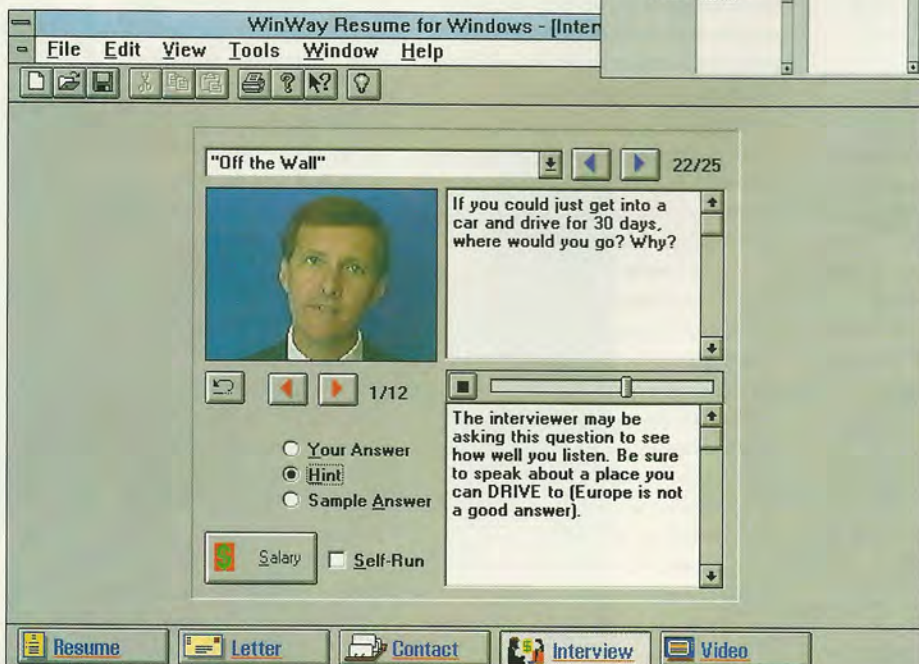 WinWay Resume for Windows - [Inter
File Edit View Tools Window Help
"Off the Wall" 22/25
If you could just get into a
car and drive for 30 days,
where would you go? Why?
1/12
Your Answer
Hint
Sample Answer
$ Salary Self-Run
The interviewer may be
asking this question to see
how well you listen. Be sure
to speak about a place you
can DRIVE to (Europe is not
a good answer).
Resume Letter Contact Interview Video